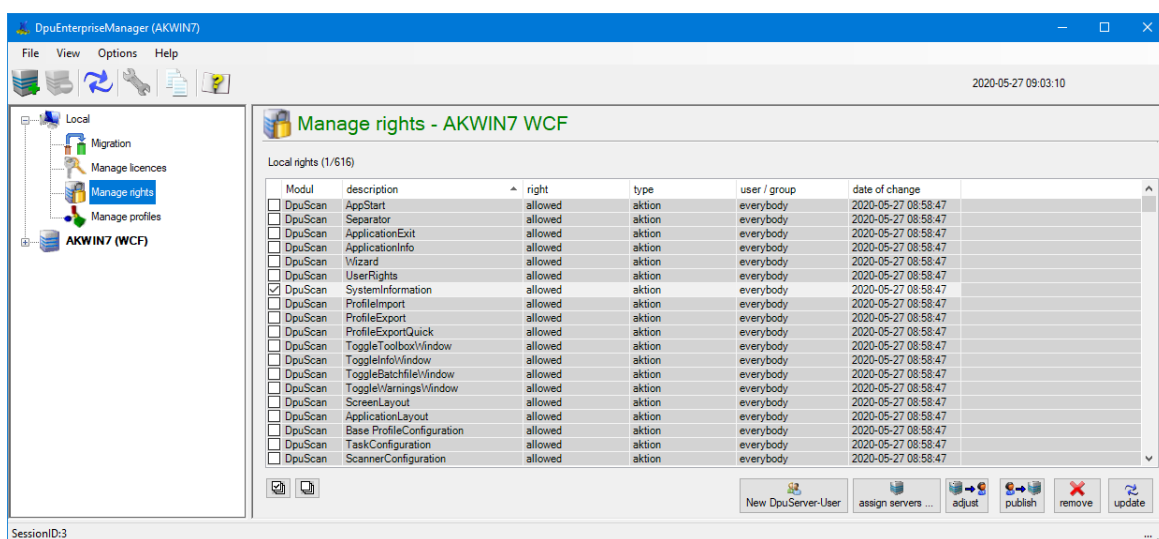 DpuEnterpriseManager (AKWIN7)
File View Options Help
2020-05-27 09:03:10
Local
Migration
Manage licences
Manage rights
Manage profiles
AKWIN7 (WCF)
Manage rights - AKWIN7 WCF
Local rights (1/616)
Modul description right type user / group date of change
DpuScan AppStart allowed aktion everybody 2020-05-27 08:58:47
DpuScan Separator allowed aktion everybody 2020-05-27 08:58:47
DpuScan ApplicationExit allowed aktion everybody 2020-05-27 08:58:47
DpuScan ApplicationInfo allowed aktion everybody 2020-05-27 08:58:47
DpuScan Wizard allowed aktion everybody 2020-05-27 08:58:47
DpuScan UserRights allowed aktion everybody 2020-05-27 08:58:47
DpuScan SystemInformation allowed aktion everybody 2020-05-27 08:58:47
DpuScan ProfileImport allowed aktion everybody 2020-05-27 08:58:47
DpuScan ProfileExport allowed aktion everybody 2020-05-27 08:58:47
DpuScan ProfileExportQuick allowed aktion everybody 2020-05-27 08:58:47
DpuScan ToggleToolboxWindow allowed aktion everybody 2020-05-27 08:58:47
DpuScan ToggleInfoWindow allowed aktion everybody 2020-05-27 08:58:47
DpuScan ToggleBatchfileWindow allowed aktion everybody 2020-05-27 08:58:47
DpuScan ToggleWarningsWindow allowed aktion everybody 2020-05-27 08:58:47
DpuScan ScreenLayout allowed aktion everybody 2020-05-27 08:58:47
DpuScan ApplicationLayout allowed aktion everybody 2020-05-27 08:58:47
DpuScan Base ProfileConfiguration allowed aktion everybody 2020-05-27 08:58:47
DpuScan TaskConfiguration allowed aktion everybody 2020-05-27 08:58:47
DpuScan ScannerConfiguration allowed aktion everybody 2020-05-27 08:58:47
New DpuServer-User assign servers ... adjust publish remove update
SessionID:3 ...